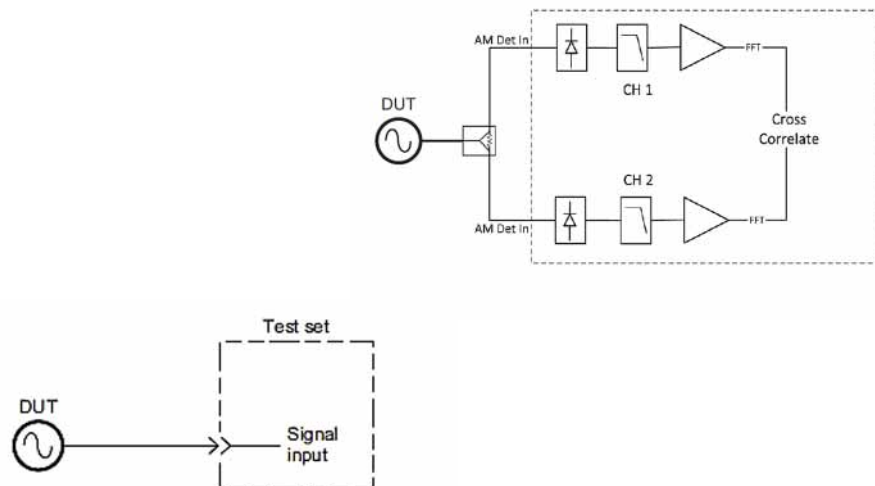 AM Det In
FFT
CH 1
DUT
Cross
Correlate
CH 2
AM Det In
FFT
Test set
DUT
Signal
input